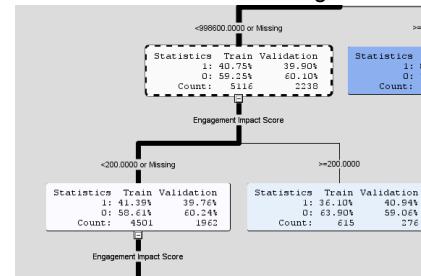 <998600.0000 or Missing
>=
Statistics Train Validation
1: 40.75% 39.90%
0: 59.25% 60.10%
Count: 5116 2238
Statistics
1:
0:
Count:
Engagement Impact Score
<200.0000 or Missing
>=200.0000
Statistics Train Validation
1: 41.39% 39.76%
0: 58.61% 60.24%
Count: 4501 1962
Statistics Train Validation
1: 36.10% 40.94%
0: 63.90% 59.06%
Count: 615 276
Engagement Impact Score